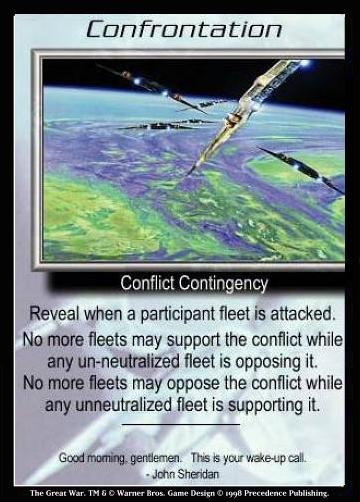 Confrontation
Conflict Contingency
Reveal when a participant fleet is attacked.
No more fleets may support the conflict while
any un-neutralized fleet is opposing it.
No more fleets may oppose the conflict while
any unneutralized fleet is supporting it.
Good morning, gentlemen. This is your wake-up call.
- John Sheridan
The Great War. TM & © Warner Bros. Game Design © 1998 Precedence Publishing.